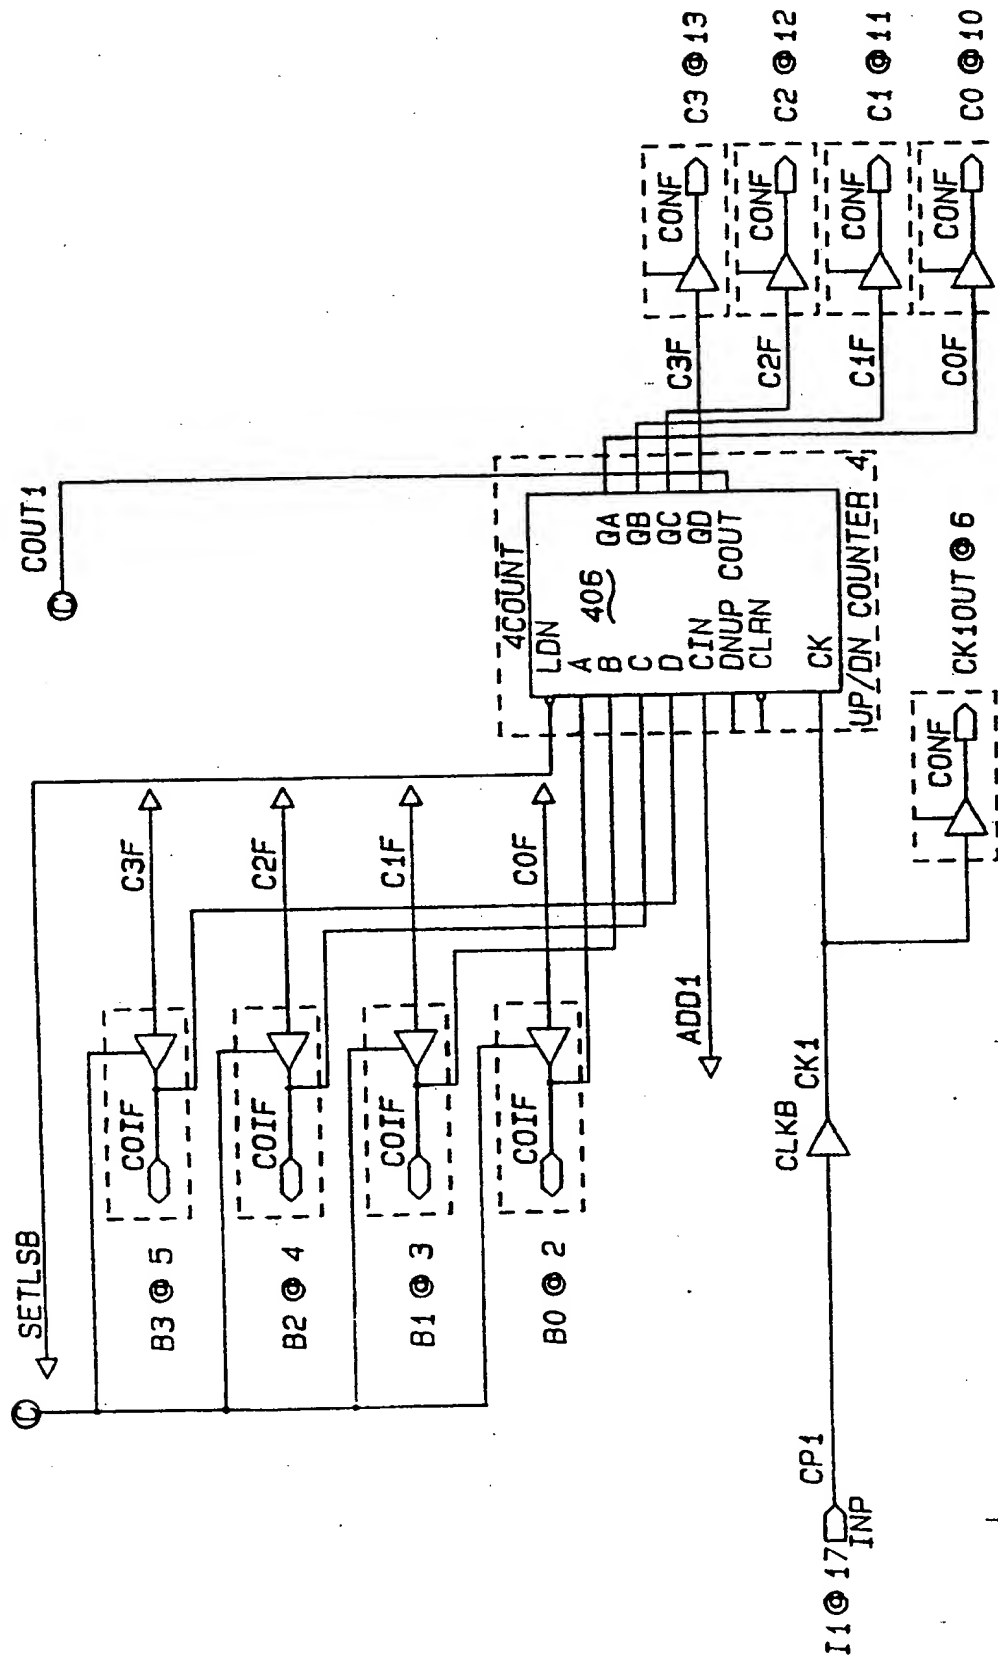 SETLSB
C
B3 @ 5
COIF
C3F
B2 @ 4
COIF
C2F
B1 @ 3
COIF
C1F
B0 @ 2
COIF
C0F
COUT1
C
4COUNT
LDN
A
B
C
D
CIN
DNUP
CLRN
CK
406
QA
QB
QC
QD
COUT
UP/DN COUNTER 4
ADD1
C3F
CONF
C3 @ 13
C2F
CONF
C2 @ 12
C1F
CONF
C1 @ 11
C0F
CONF
C0 @ 10
I1 @ 17
INP
CP1
CLKB
CK1
CONF
CK1OUT @ 6